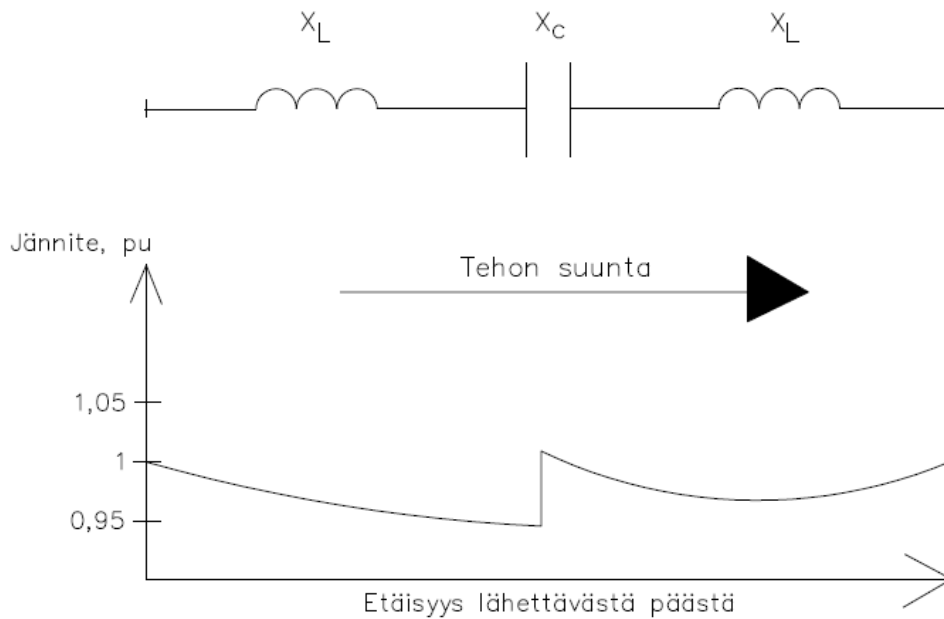 X_L X_C X_L
Jännite, pu
Tehon suunta
1,05
1
0,95
Etäisyys lähettävästä päästä